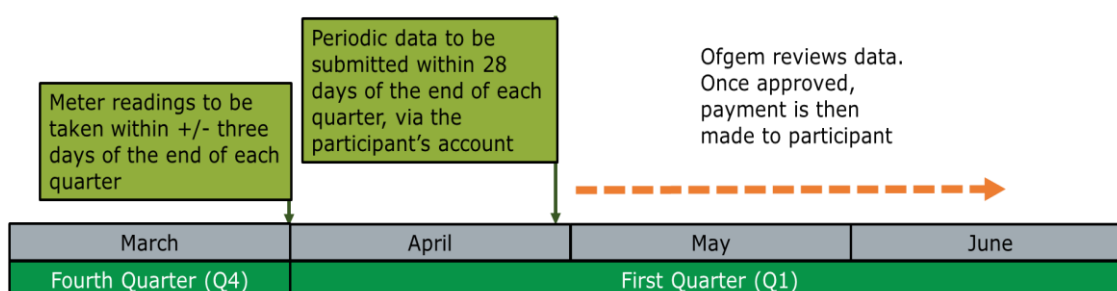 Meter readings to be
taken within +/- three
days of the end of each
quarter
Periodic data to be
submitted within 28
days of the end of each
quarter, via the
participant’s account
Ofgem reviews data.
Once approved,
payment is then
made to participant
March
April
May
June
Fourth Quarter (Q4)
First Quarter (Q1)